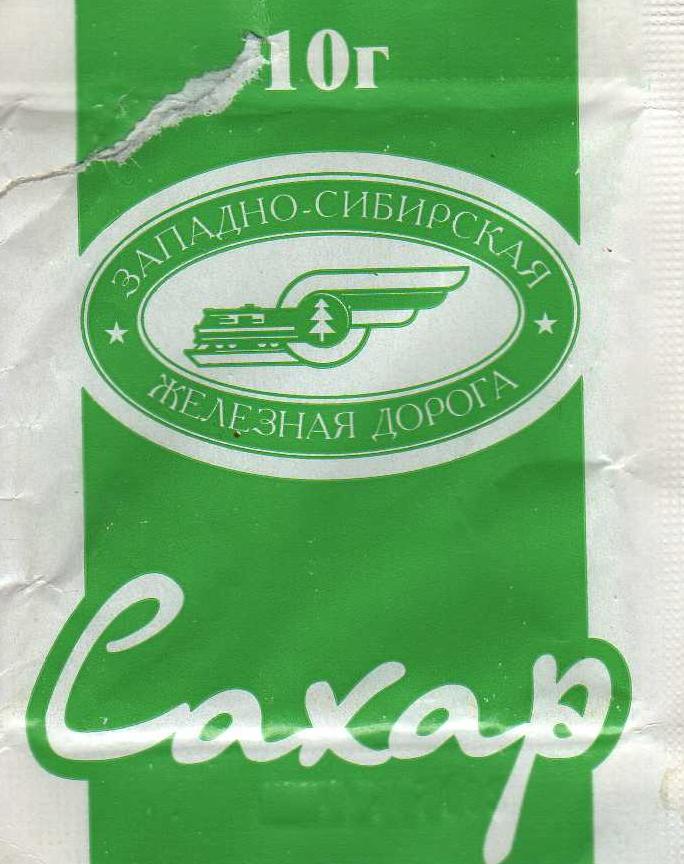 10г
ЗАПАДНО-СИБИРСКАЯ
ЖЕЛЕЗНАЯ ДОРОГА
Сахар